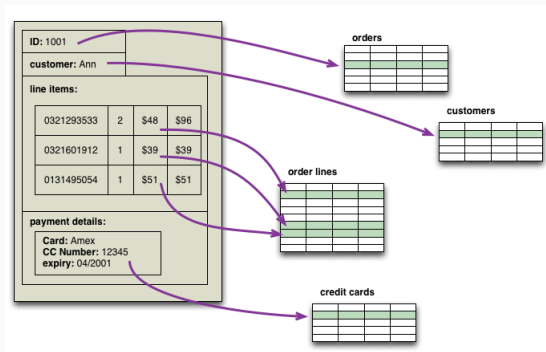 ID: 1001
customer: Ann
line items:
0321293533 2 $48 $96
0321601912 1 $39 $39
0131495054 1 $51 $51
payment details:
Card: Amex
CC Number: 12345
expiry: 04/2001
orders
customers
order lines
credit cards